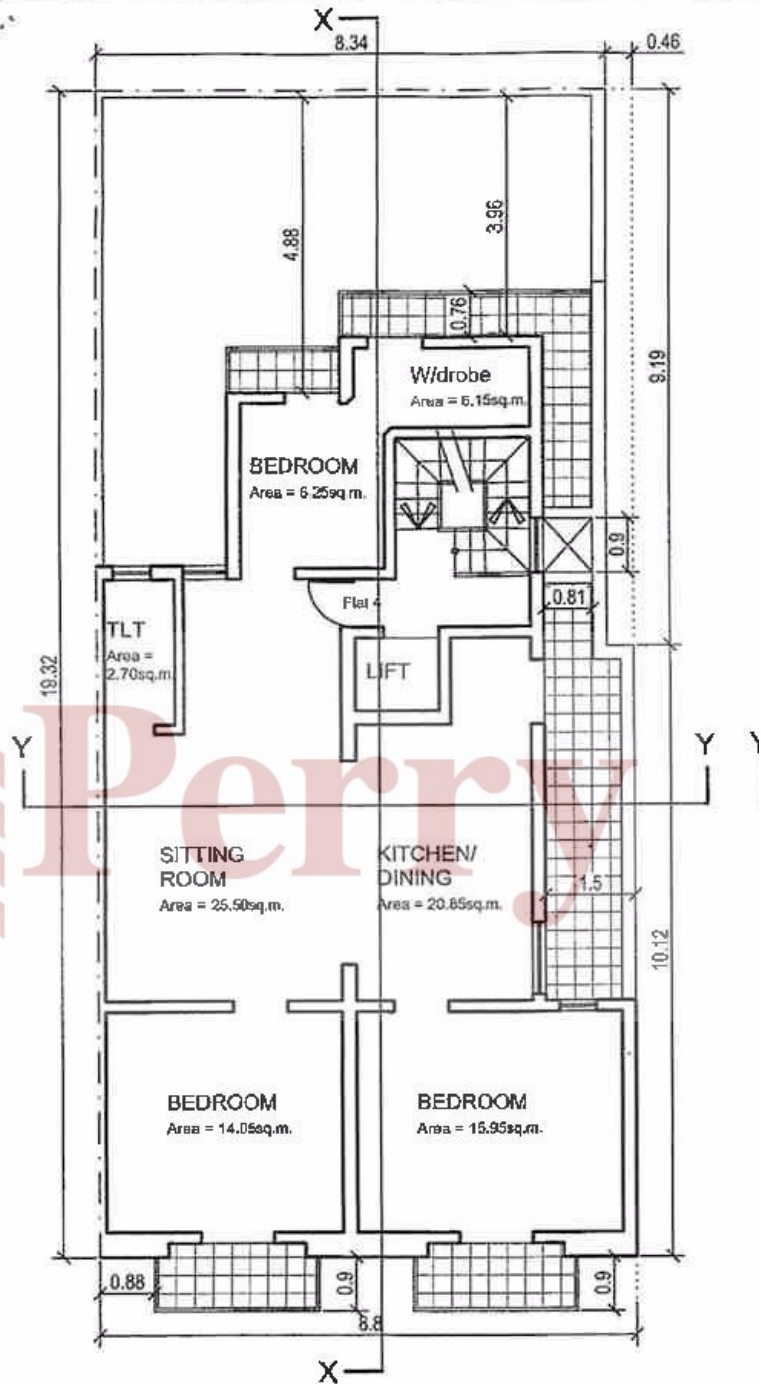 X
8.34
0.46
4.88
3.96
0.76
9.19
W/drobe
Area = 6.15sq.m.
BEDROOM
Area = 6.25sq.m.
0.9
0.81
Flat 4
TLT
Area =
2.70sq.m.
LIFT
19.32
Y
Y
Y
Perry
SITTING
ROOM
Area = 25.50sq.m.
KITCHEN/
DINING
Area = 20.85sq.m.
1.5
10.12
BEDROOM
Area = 14.05sq.m.
BEDROOM
Area = 15.95sq.m.
0.88
0.9
0.9
8.8
X